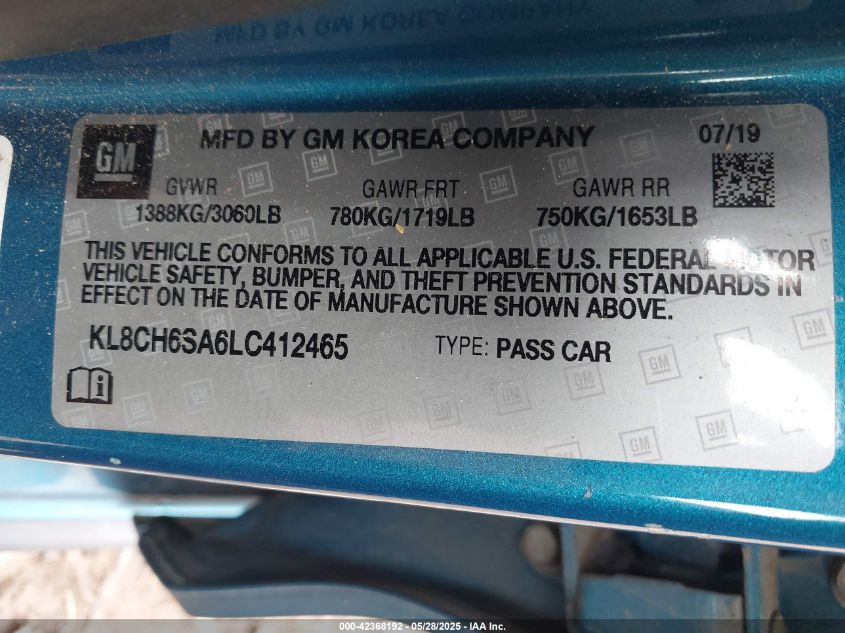 GM
MFD BY GM KOREA COMPANY
07/19
GVWR
GAWR FRT
GAWR RR
1388KG/3060LB
780KG/1719LB
750KG/1653LB
THIS VEHICLE CONFORMS TO ALL APPLICABLE U.S. FEDERAL MOTOR
VEHICLE SAFETY, BUMPER, AND THEFT PREVENTION STANDARDS IN
EFFECT ON THE DATE OF MANUFACTURE SHOWN ABOVE.
KL8CH6SA6LC412465
TYPE: PASS CAR
000-42368192 — 05/28/2025 — IAA Inc.